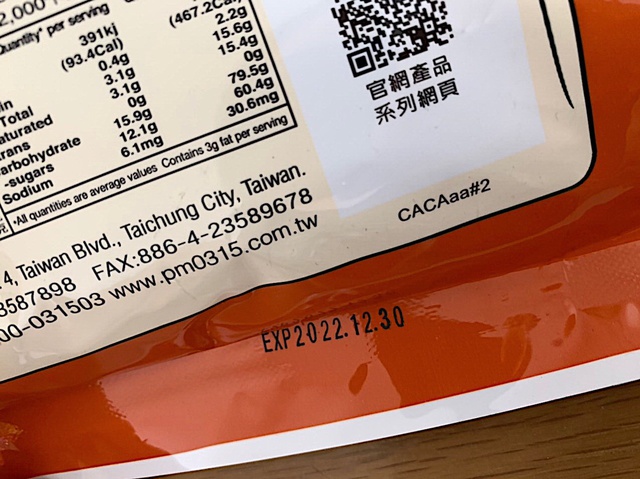 2,000
Quantity* per serving
391kj
(93.4Cal) (467.2Cal)
0.4g 2.2g
Total 3.1g 15.6g
3.1g 15.4g
0g 0g
15.9g 79.5g
-sugars 12.1g 60.4g
Sodium 6.1mg 30.6mg
*All quantities are average values Contains 3g fat per serving
官網產品
系列網頁
4, Taiwan Blvd., Taichung City, Taiwan.
3587898 FAX:886-4-23589678
00-031503 www.pm0315.com.tw
CACAaa#2
EXP2022.12.30